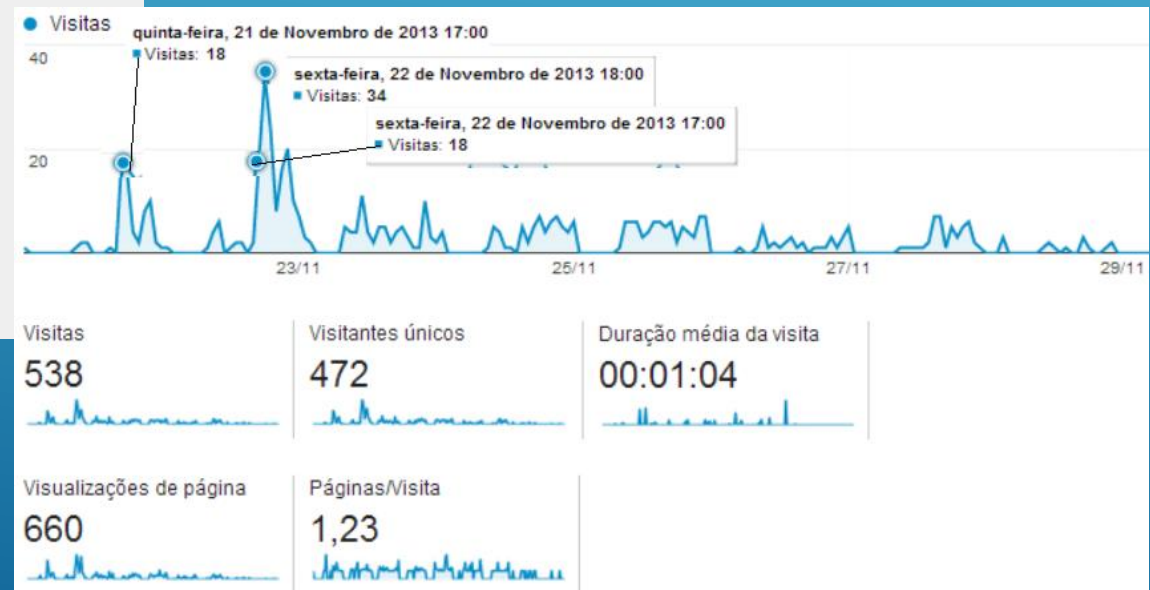 Visitas
quinta-feira, 21 de Novembro de 2013 17:00
Visitas: 18
40
sexta-feira, 22 de Novembro de 2013 18:00
Visitas: 34
sexta-feira, 22 de Novembro de 2013 17:00
Visitas: 18
20
23/11 25/11 27/11 29/11
Visitas
538
Visitantes únicos
472
Duração média da visita
00:01:04
Visualizações de página
660
Páginas/Visita
1,23